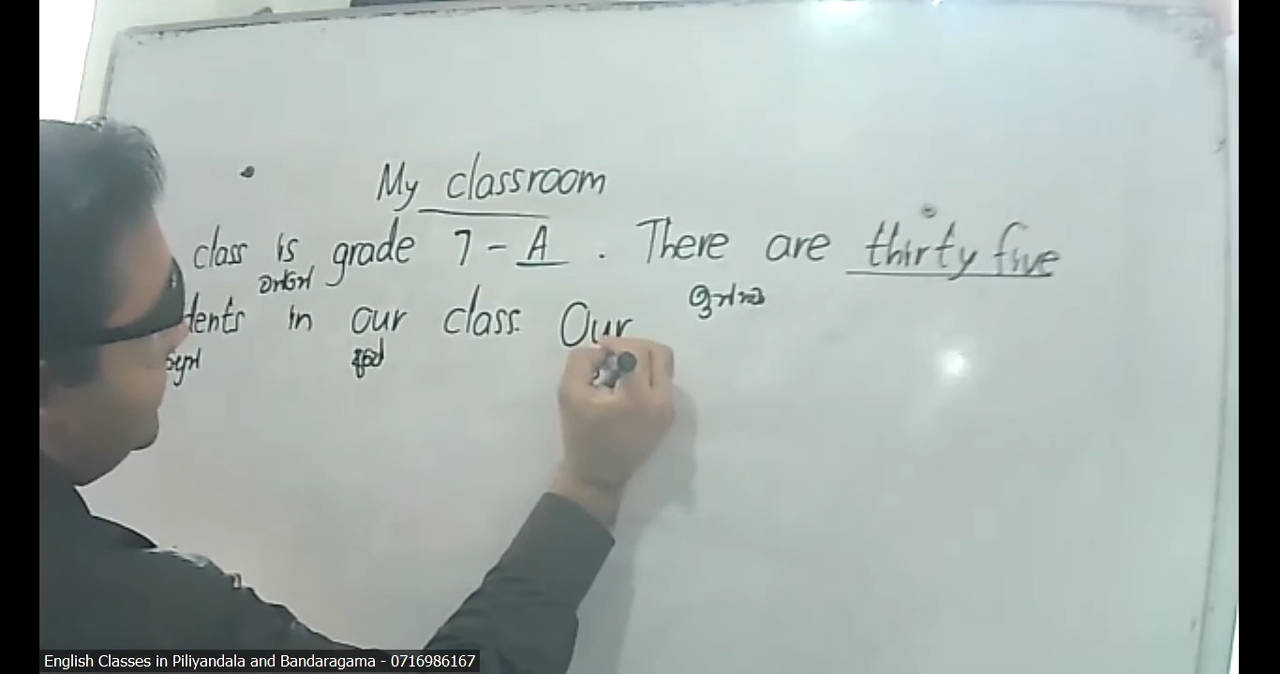 My classroom
class is grade 7 - A . There are thirty five
dents in our class. Our
English Classes in Piliyandala and Bandaragama - 0716986167